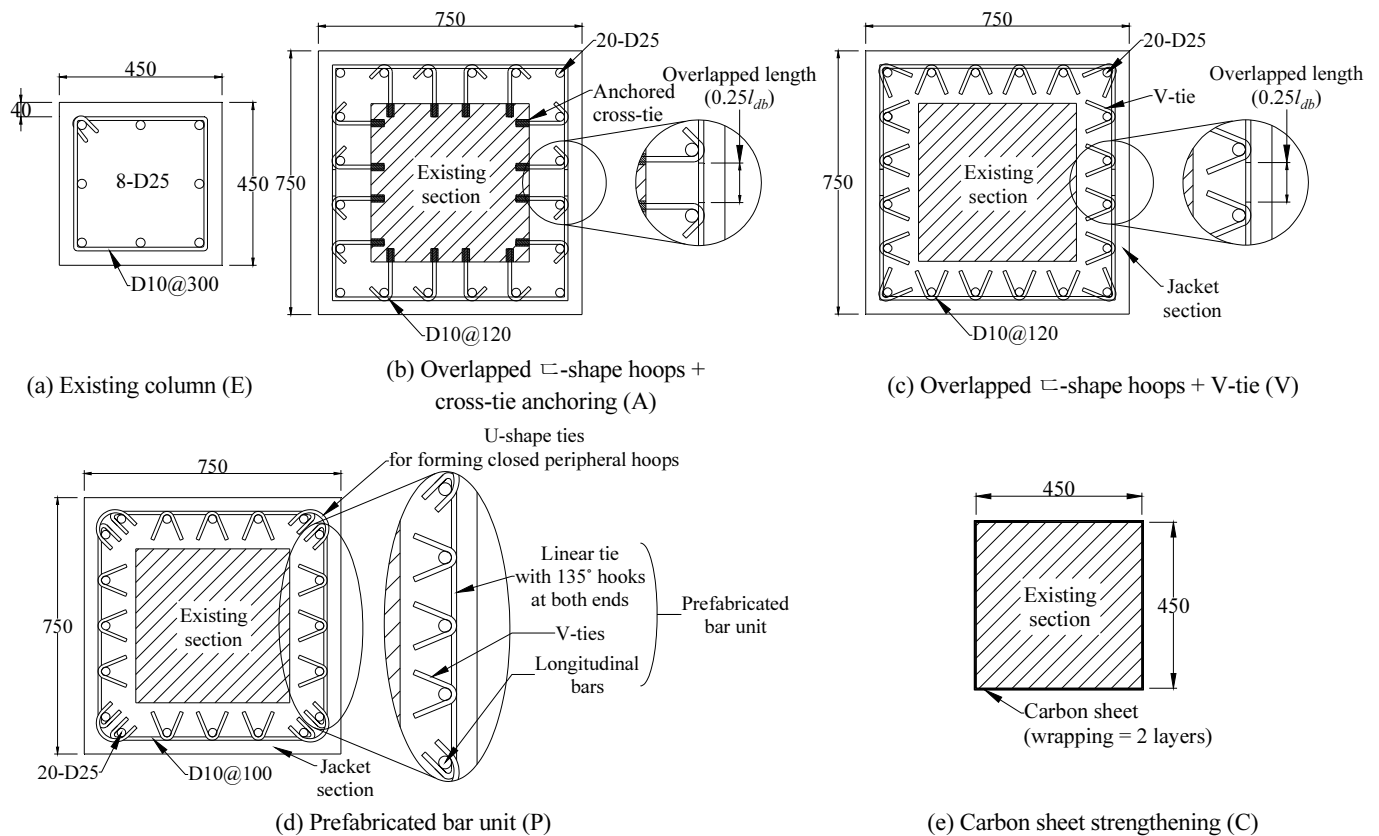 450
40
8-D25
450
D10@300
(a) Existing column (E)
750
20-D25
Overlapped length
(0.25l_db)
Anchored
cross-tie
Existing
section
750
D10@120
(b) Overlapped ㄷ-shape hoops +
cross-tie anchoring (A)
750
20-D25
Overlapped length
(0.25l_db)
V-tie
Existing
section
750
Jacket
section
D10@120
(c) Overlapped ㄷ-shape hoops + V-tie (V)
U-shape ties
for forming closed peripheral hoops
750
Linear tie
with 135˚ hooks
at both ends
Prefabricated
bar unit
V-ties
Longitudinal
bars
Existing
section
750
20-D25
D10@100
Jacket
section
(d) Prefabricated bar unit (P)
450
Existing
section
450
Carbon sheet
(wrapping = 2 layers)
(e) Carbon sheet strengthening (C)